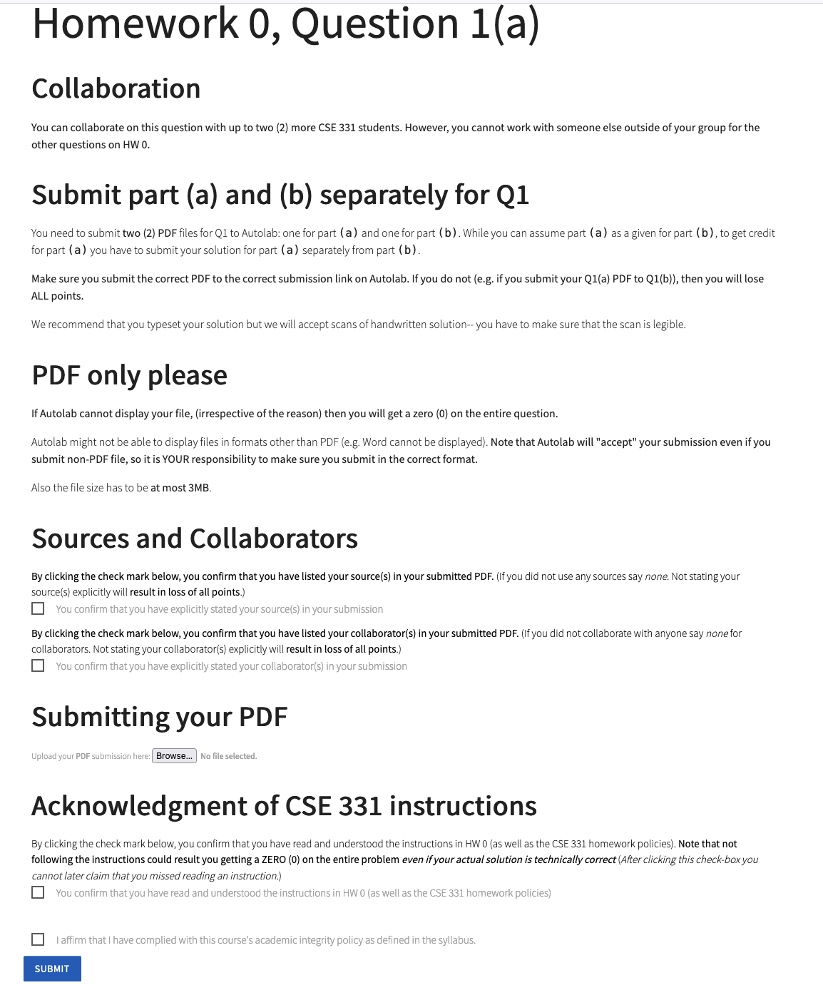 Homework 0, Question 1(a)
Collaboration
You can collaborate on this question with up to two (2) more CSE 331 students. However, you cannot work with someone else outside of your group for the
other questions on HW 0.
Submit part (a) and (b) separately for Q1
You need to submit two (2) PDF files for Q1 to Autolab: one for part (a) and one for part (b). While you can assume part (a) as a given for part (b), to get credit
for part (a) you have to submit your solution for part (a) separately from part (b).
Make sure you submit the correct PDF to the correct submission link on Autolab. If you do not (e.g. if you submit your Q1(a) PDF to Q1(b)), then you will lose
ALL points.
We recommend that you typeset your solution but we will accept scans of handwritten solution-- you have to make sure that the scan is legible.
PDF only please
If Autolab cannot display your file, (irrespective of the reason) then you will get a zero (0) on the entire question.
Autolab might not be able to display files in formats other than PDF (e.g. Word cannot be displayed). Note that Autolab will "accept" your submission even if you
submit non-PDF file, so it is YOUR responsibility to make sure you submit in the correct format.
Also the file size has to be at most 3MB.
Sources and Collaborators
By clicking the check mark below, you confirm that you have listed your source(s) in your submitted PDF. (If you did not use any sources say none. Not stating your
source(s) explicitly will result in loss of all points.)
You confirm that you have explicitly stated your source(s) in your submission
By clicking the check mark below, you confirm that you have listed your collaborator(s) in your submitted PDF. (If you did not collaborate with anyone say none for
collaborators. Not stating your collaborator(s) explicitly will result in loss of all points.)
You confirm that you have explicitly stated your collaborator(s) in your submission
Submitting your PDF
Upload your PDF submission here: Browse... No file selected.
Acknowledgment of CSE 331 instructions
By clicking the check mark below, you confirm that you have read and understood the instructions in HW 0 (as well as the CSE 331 homework policies). Note that not
following the instructions could result you getting a ZERO (0) on the entire problem even if your actual solution is technically correct (After clicking this check-box you
cannot later claim that you missed reading an instruction.)
You confirm that you have read and understood the instructions in HW 0 (as well as the CSE 331 homework policies)
I affirm that I have complied with this course's academic integrity policy as defined in the syllabus.
SUBMIT